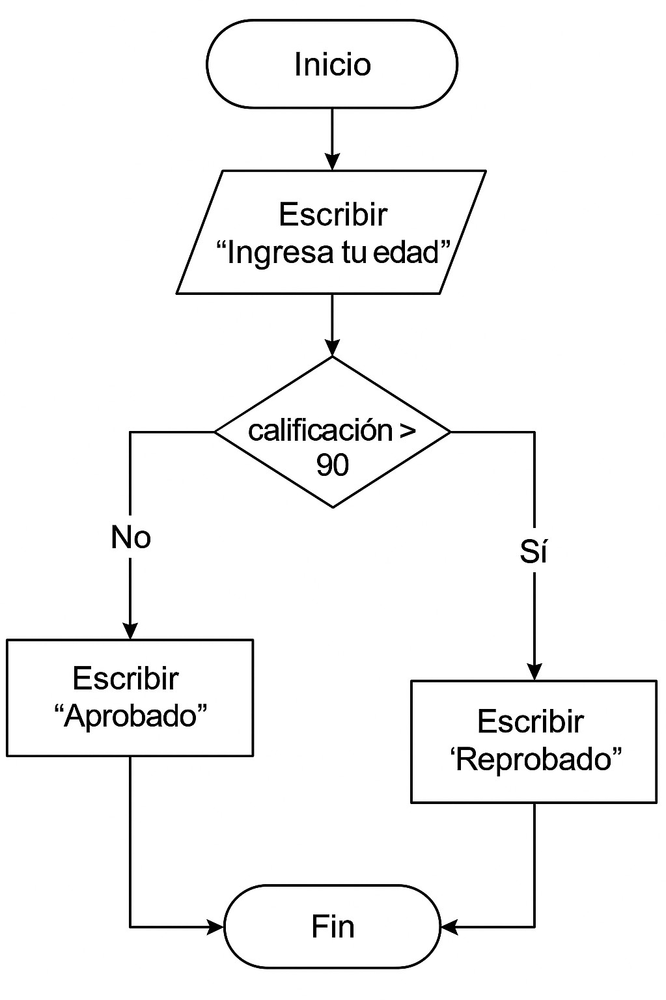 Inicio
Escribir
“Ingresa tu edad”
calificación >
90
No
Sí
Escribir
“Aprobado”
Escribir
‘Reprobado”
Fin